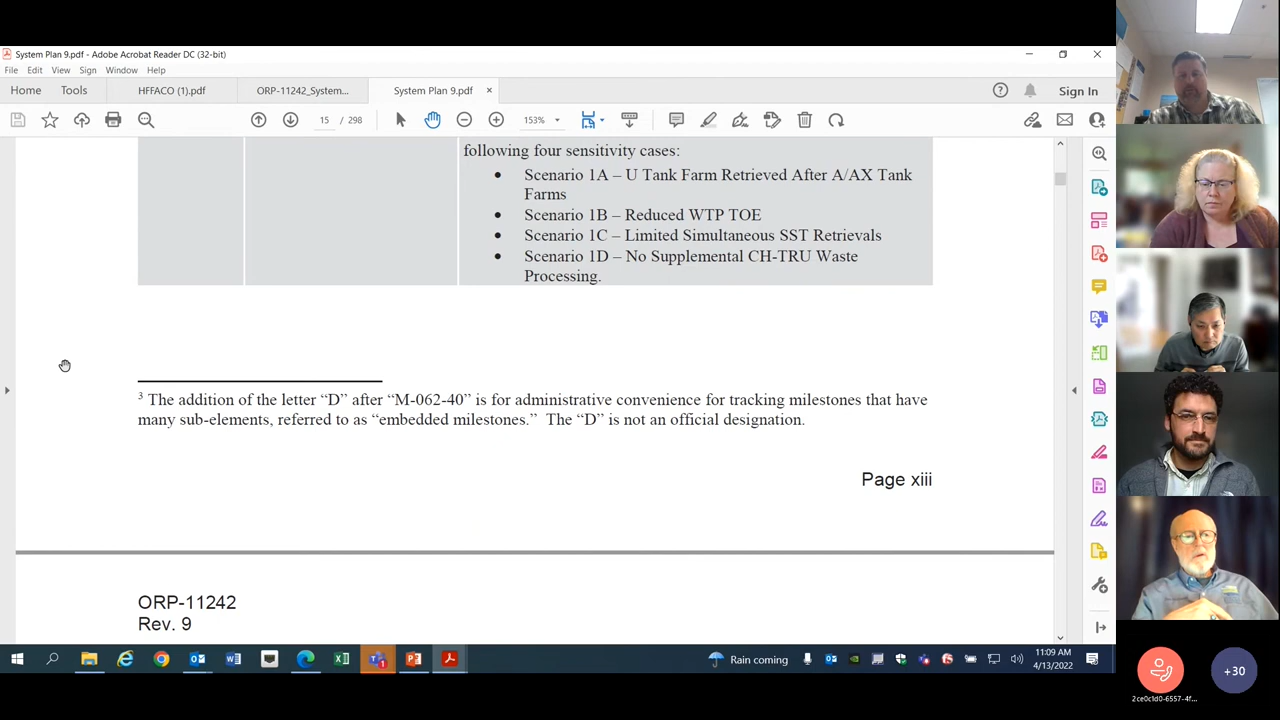 System Plan 9.pdf - Adobe Acrobat Reader DC (32-bit)
File Edit View Sign Window Help
Home Tools HFFACO (1).pdf ORP-11242_System... System Plan 9.pdf × Sign In
15 / 298 153%
following four sensitivity cases:
• Scenario 1A – U Tank Farm Retrieved After A/AX Tank
Farms
• Scenario 1B – Reduced WTP TOE
• Scenario 1C – Limited Simultaneous SST Retrievals
• Scenario 1D – No Supplemental CH-TRU Waste
Processing.
3 The addition of the letter “D” after “M-062-40” is for administrative convenience for tracking milestones that have
many sub-elements, referred to as “embedded milestones.” The “D” is not an official designation.
Page xiii
ORP-11242
Rev. 9
Rain coming
11:09 AM
4/13/2022
2ce0c1d0-6557-4f...
+30